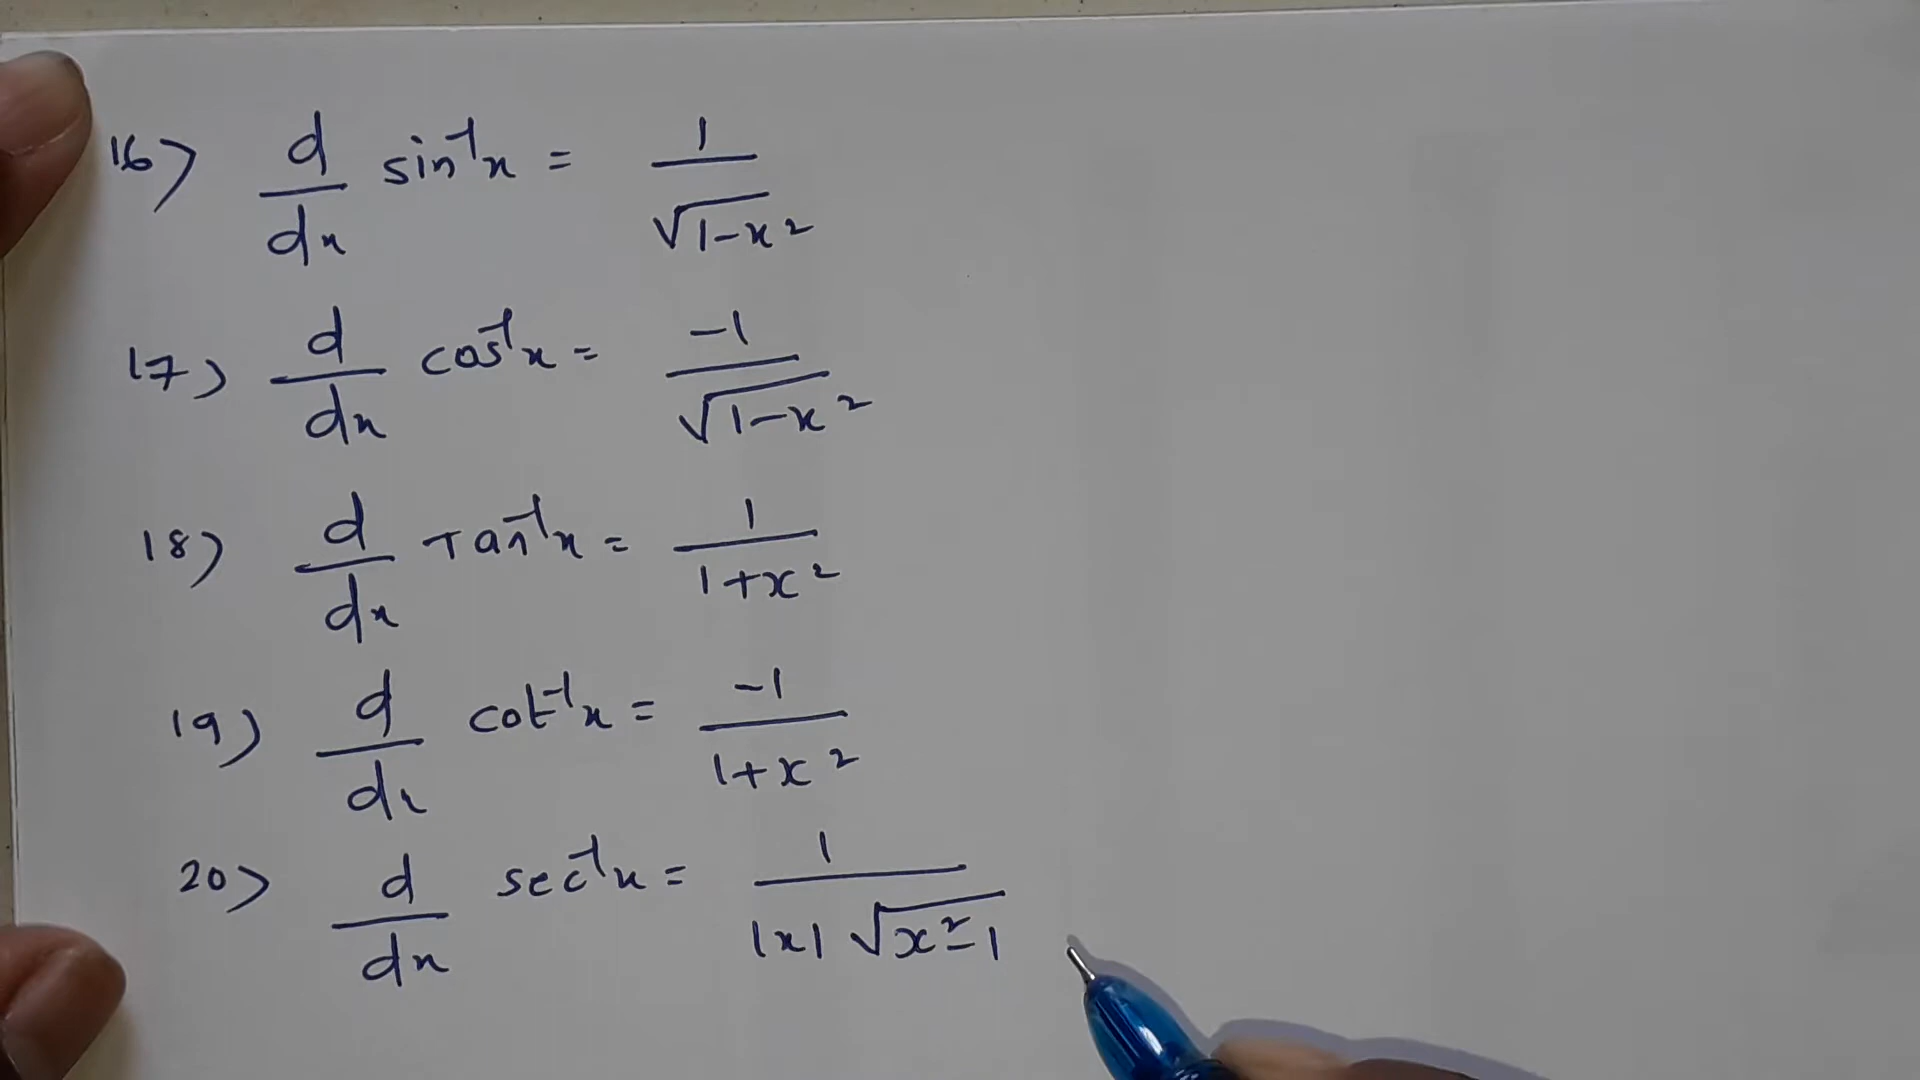 16) d/dx sin⁻¹x = 1/√1-x²
17) d/dx cos⁻¹x = -1/√1-x²
18) d/dx Tan⁻¹x = 1/1+x²
19) d/dx cot⁻¹x = -1/1+x²
20) d/dx sec⁻¹x = 1/|x| √x²-1